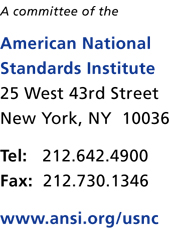 A committee of the
American National
Standards Institute
25 West 43rd Street
New York, NY  10036
Tel:  212.642.4900
Fax:  212.730.1346
www.ansi.org/usnc